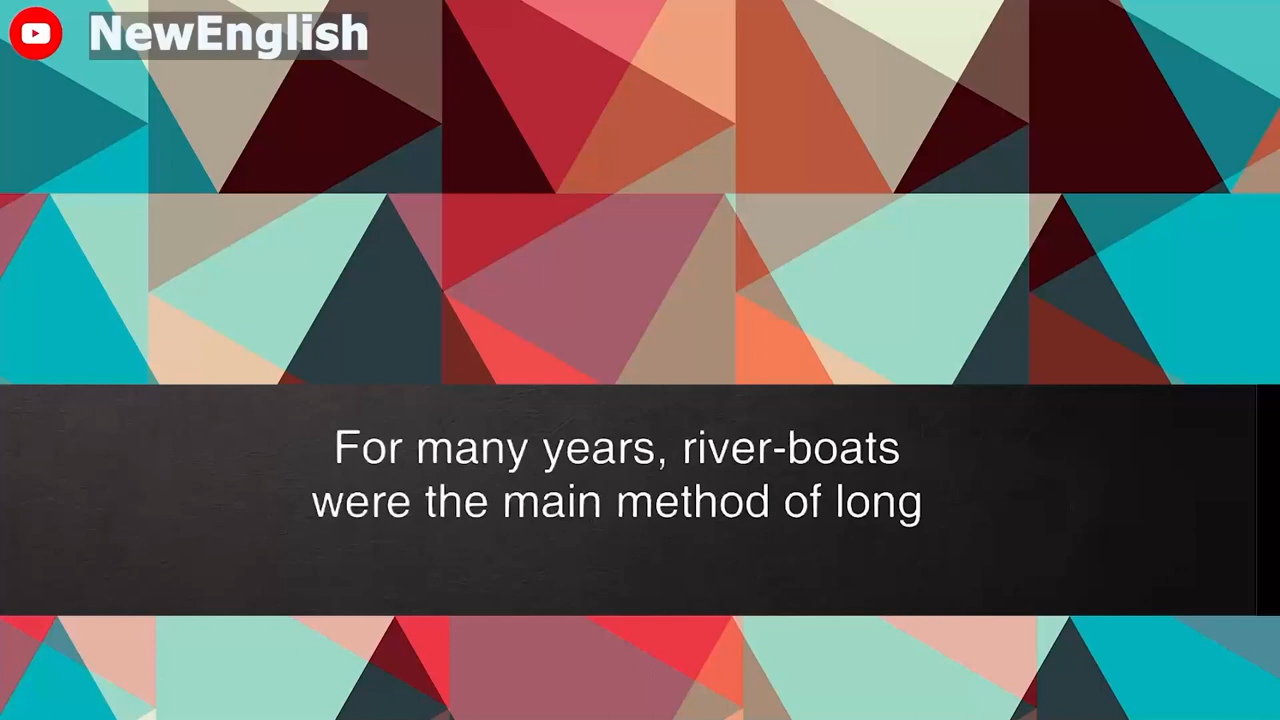 NewEnglish
For many years, river-boats
were the main method of long